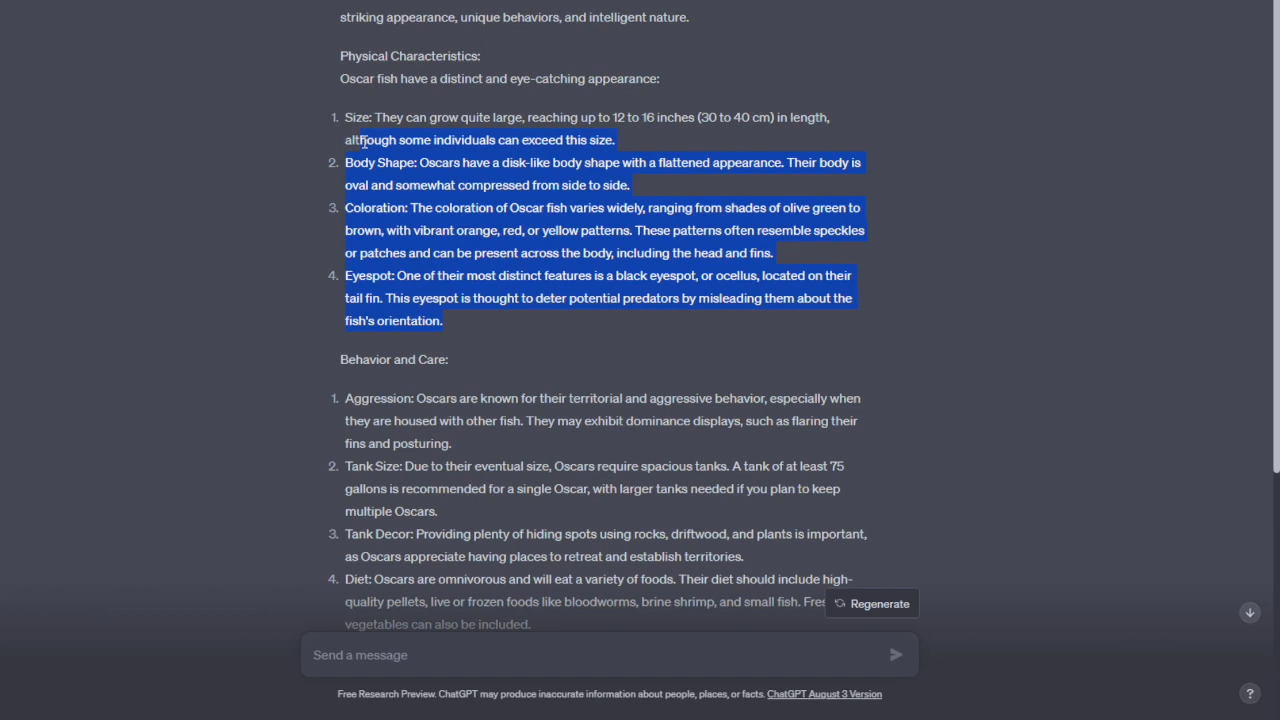 striking appearance, unique behaviors, and intelligent nature.
Physical Characteristics:
Oscar fish have a distinct and eye-catching appearance:
1. Size: They can grow quite large, reaching up to 12 to 16 inches (30 to 40 cm) in length,
although some individuals can exceed this size.
2. Body Shape: Oscars have a disk-like body shape with a flattened appearance. Their body is
oval and somewhat compressed from side to side.
3. Coloration: The coloration of Oscar fish varies widely, ranging from shades of olive green to
brown, with vibrant orange, red, or yellow patterns. These patterns often resemble speckles
or patches and can be present across the body, including the head and fins.
4. Eyespot: One of their most distinct features is a black eyespot, or ocellus, located on their
tail fin. This eyespot is thought to deter potential predators by misleading them about the
fish's orientation.
Behavior and Care:
1. Aggression: Oscars are known for their territorial and aggressive behavior, especially when
they are housed with other fish. They may exhibit dominance displays, such as flaring their
fins and posturing.
2. Tank Size: Due to their eventual size, Oscars require spacious tanks. A tank of at least 75
gallons is recommended for a single Oscar, with larger tanks needed if you plan to keep
multiple Oscars.
3. Tank Decor: Providing plenty of hiding spots using rocks, driftwood, and plants is important,
as Oscars appreciate having places to retreat and establish territories.
4. Diet: Oscars are omnivorous and will eat a variety of foods. Their diet should include high-
quality pellets, live or frozen foods like bloodworms, brine shrimp, and small fish.
Regenerate
vegetables can also be included.
Send a message
Free Research Preview. ChatGPT may produce inaccurate information about people, places, or facts. ChatGPT August 3 Version
?